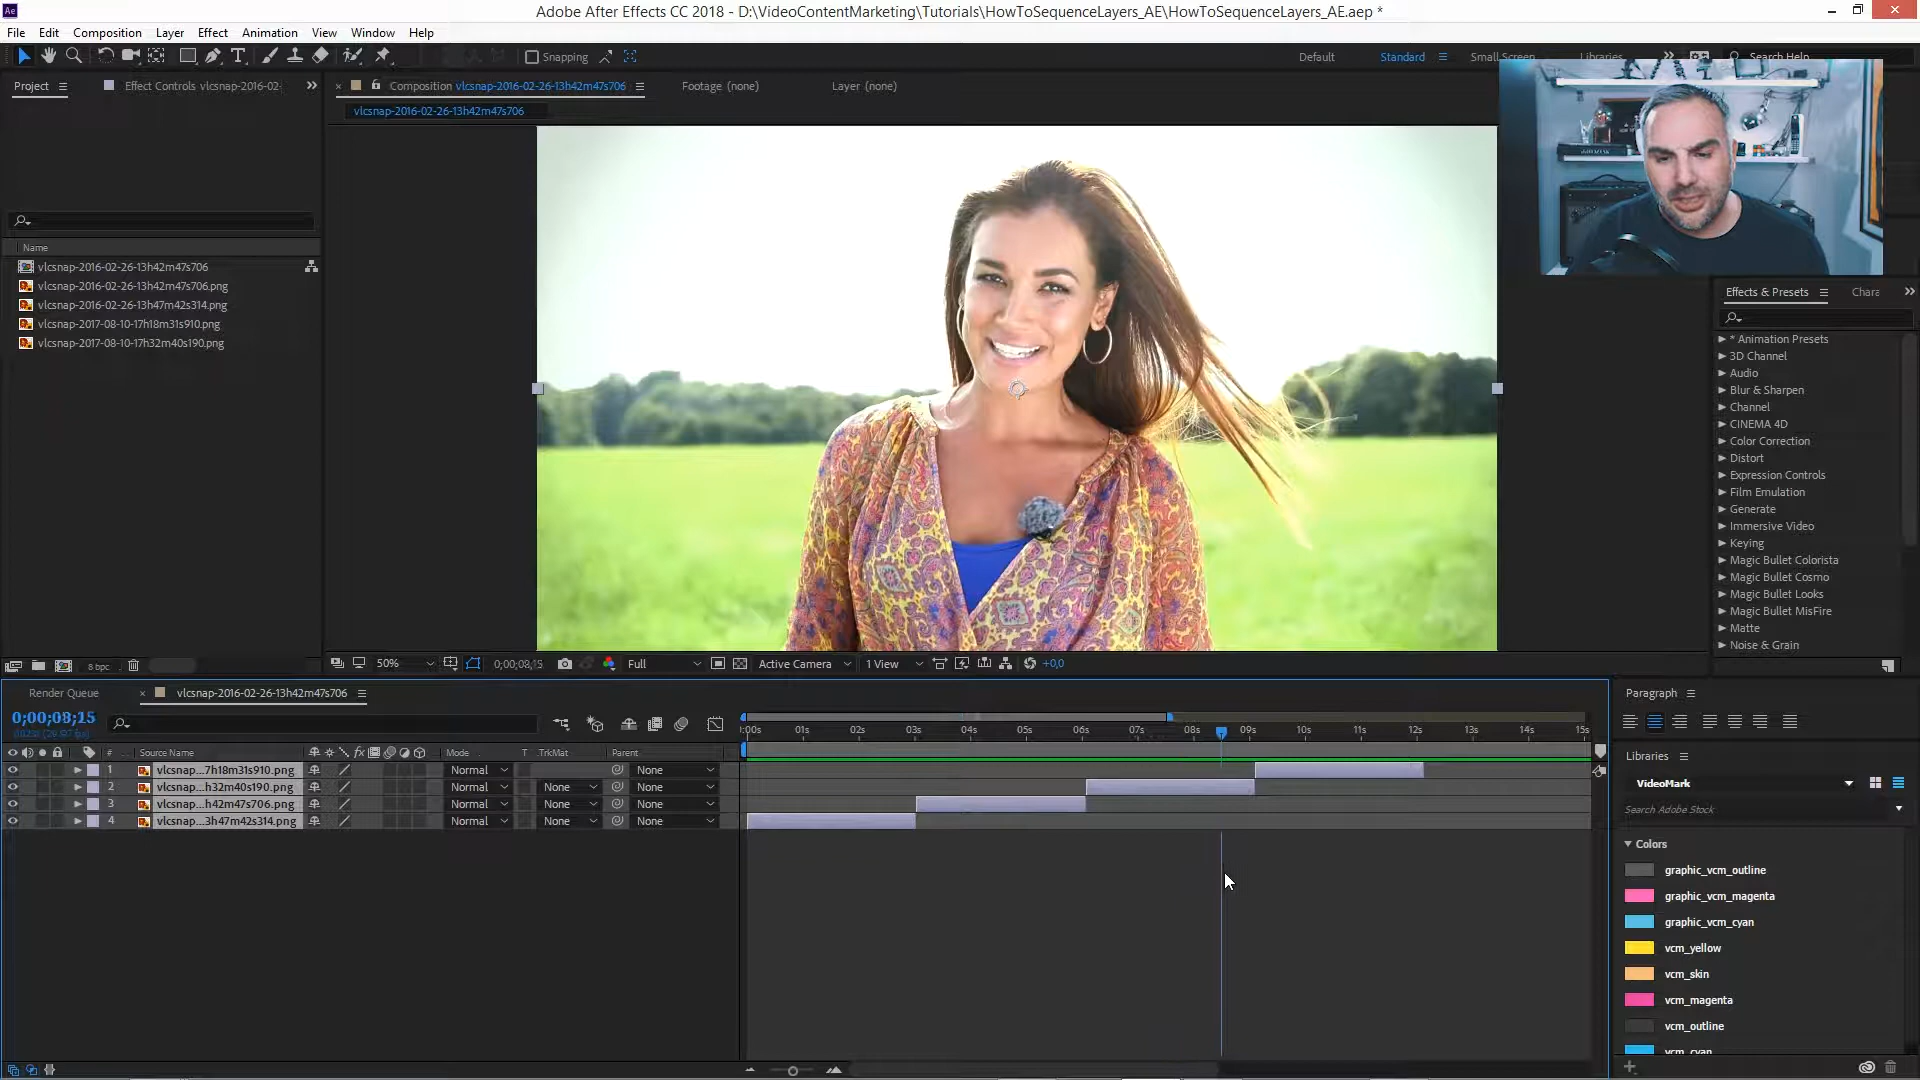 Ae Adobe After Effects CC 2018 - D:\VideoContentMarketing\Tutorials\HowToSequenceLayers_AE\HowToSequenceLayers_AE.aep *
File Edit Composition Layer Effect Animation View Window Help
Snapping Default Standard Small Screen Libraries Search Help
Project Effect Controls vlcsnap-2016-02- Composition vlcsnap-2016-02-26-13h42m47s706 Footage (none) Layer (none)
vlcsnap-2016-02-26-13h42m47s706
Name
vlcsnap-2016-02-26-13h42m47s706
vlcsnap-2016-02-26-13h42m47s706.png
vlcsnap-2016-02-26-13h47m42s314.png
vlcsnap-2017-08-10-17h18m31s910.png
vlcsnap-2017-08-10-17h32m40s190.png
Effects & Presets Chara
* Animation Presets
3D Channel
Audio
Blur & Sharpen
Channel
CINEMA 4D
Color Correction
Distort
Expression Controls
Film Emulation
Generate
Immersive Video
Keying
Magic Bullet Colorista
Magic Bullet Cosmo
Magic Bullet Looks
Magic Bullet MisFire
Matte
Noise & Grain
8 bpc 50% 0;00;08;15 Full Active Camera 1 View +0,0
Render Queue vlcsnap-2016-02-26-13h42m47s706
0;00;08;15
:00s 01s 02s 03s 04s 05s 06s 07s 08s 09s 10s 11s 12s 13s 14s 15s
# Source Name Mode T TrkMat Parent
1 vlcsnap...7h18m31s910.png Normal None
2 vlcsnap...h32m40s190.png Normal None None
3 vlcsnap...h42m47s706.png Normal None None
4 vlcsnap...3h47m42s314.png Normal None None
Paragraph
Libraries
VideoMark
Search Adobe Stock
Colors
graphic_vcm_outline
graphic_vcm_magenta
graphic_vcm_cyan
vcm_yellow
vcm_skin
vcm_magenta
vcm_outline
vcm_cyan